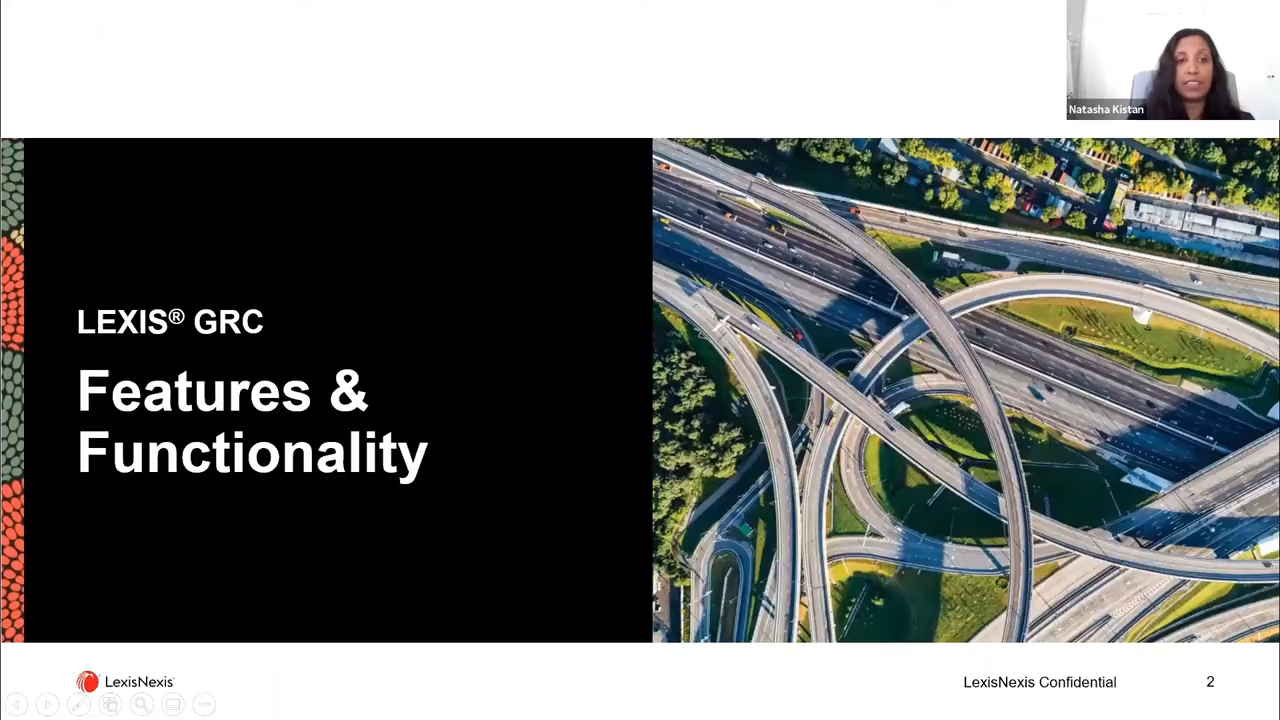 Natasha Kistan
LEXIS® GRC
Features &
Functionality
LexisNexis
LexisNexis Confidential
2